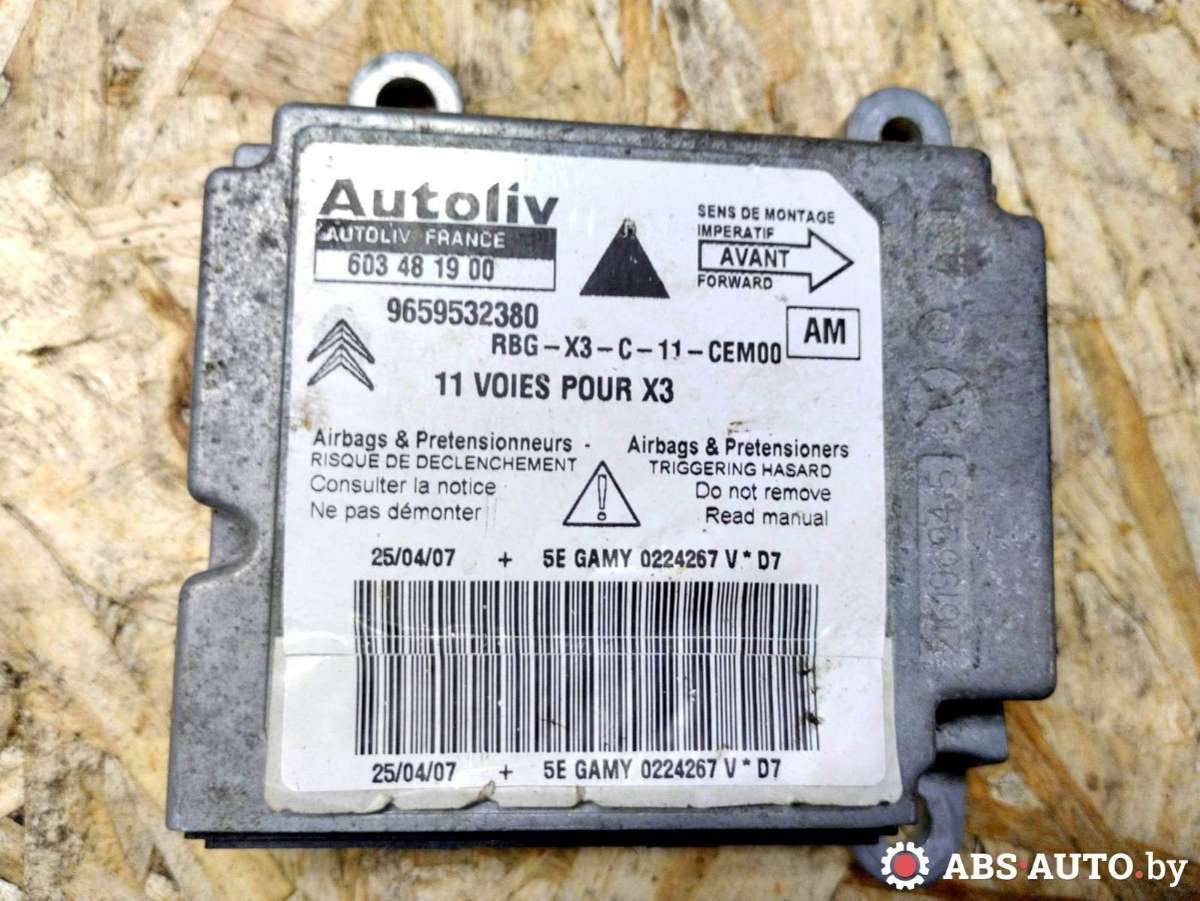 Autoliv
AUTOLIV FRANCE
603 48 19 00
SENS DE MONTAGE
IMPERATIF
AVANT
FORWARD
9659532380
RBG-X3-C-11-CEM00
AM
11 VOIES POUR X3
Airbags & Pretensionneurs -
RISQUE DE DECLENCHEMENT
Consulter la notice
Ne pas démonter
Airbags & Pretensioners
TRIGGERING HASARD
Do not remove
Read manual
25/04/07 + 5E GAMY 0224267 V * D7
25/04/07 + 5E GAMY 0224267 V * D7
ABS-AUTO.by